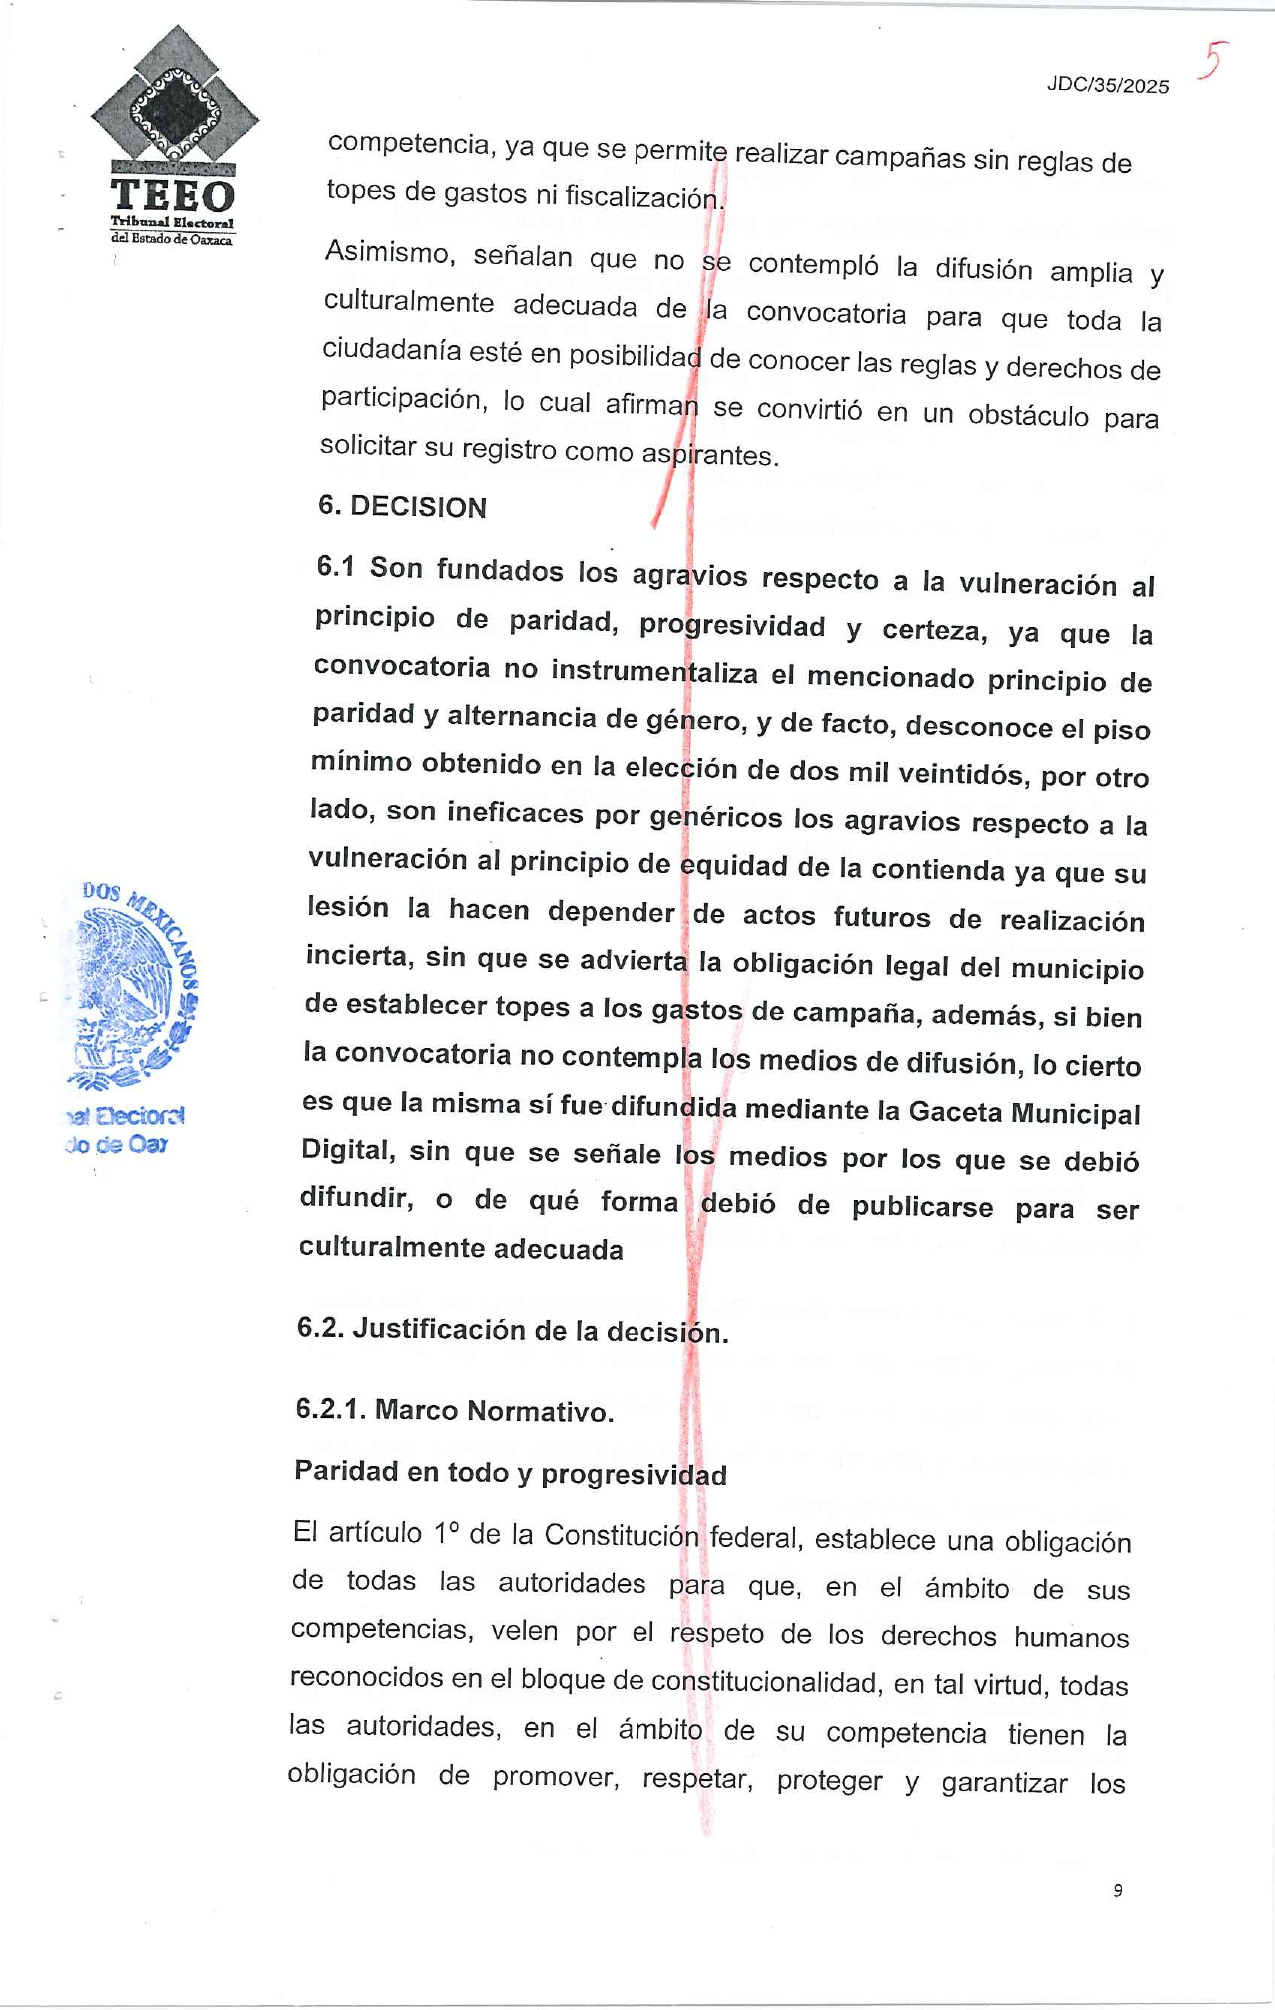 5
JDC/35/2025
TEEO
Tribunal Electoral
del Estado de Oaxaca
competencia, ya que se permite realizar campañas sin reglas de
topes de gastos ni fiscalización.
Asimismo, señalan que no se contempló la difusión amplia y
culturalmente adecuada de la convocatoria para que toda la
ciudadanía esté en posibilidad de conocer las reglas y derechos de
participación, lo cual afirman se convirtió en un obstáculo para
solicitar su registro como aspirantes.
6. DECISION
6.1 Son fundados los agravios respecto a la vulneración al
principio de paridad, progresividad y certeza, ya que la
convocatoria no instrumentaliza el mencionado principio de
paridad y alternancia de género, y de facto, desconoce el piso
mínimo obtenido en la elección de dos mil veintidós, por otro
lado, son ineficaces por genéricos los agravios respecto a la
vulneración al principio de equidad de la contienda ya que su
lesión la hacen depender de actos futuros de realización
incierta, sin que se advierta la obligación legal del municipio
de establecer topes a los gastos de campaña, además, si bien
la convocatoria no contempla los medios de difusión, lo cierto
es que la misma sí fue difundida mediante la Gaceta Municipal
Digital, sin que se señale los medios por los que se debió
difundir, o de qué forma debió de publicarse para ser
culturalmente adecuada
DOS MEXICANOS
al Electoral
do de Oax
6.2. Justificación de la decisión.
6.2.1. Marco Normativo.
Paridad en todo y progresividad
El artículo 1º de la Constitución federal, establece una obligación
de todas las autoridades para que, en el ámbito de sus
competencias, velen por el respeto de los derechos humanos
reconocidos en el bloque de constitucionalidad, en tal virtud, todas
las autoridades, en el ámbito de su competencia tienen la
obligación de promover, respetar, proteger y garantizar los
9